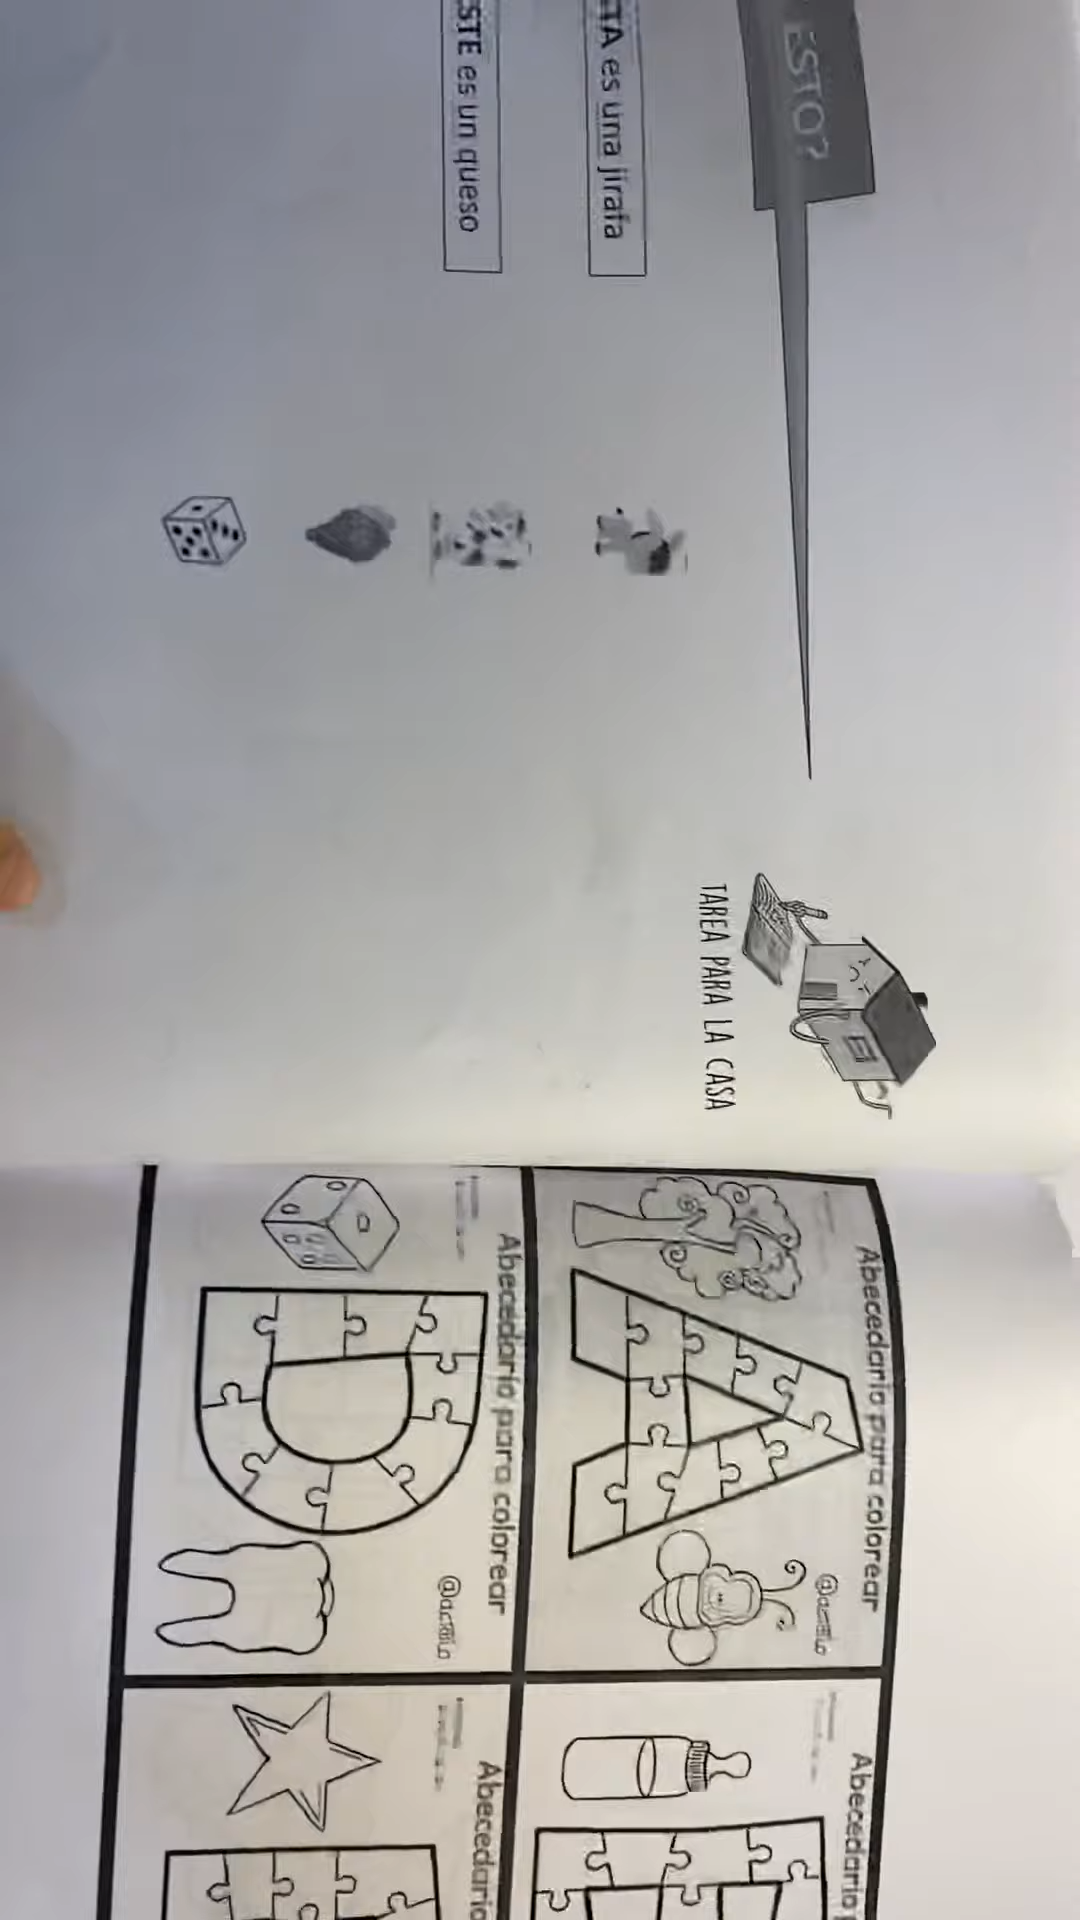 ESTO?
TA es una jirafa
STE es un queso
TAREA PARA LA CASA
Abecedario para colorear
Abecedario
Abecedario para colorear
Abecedario